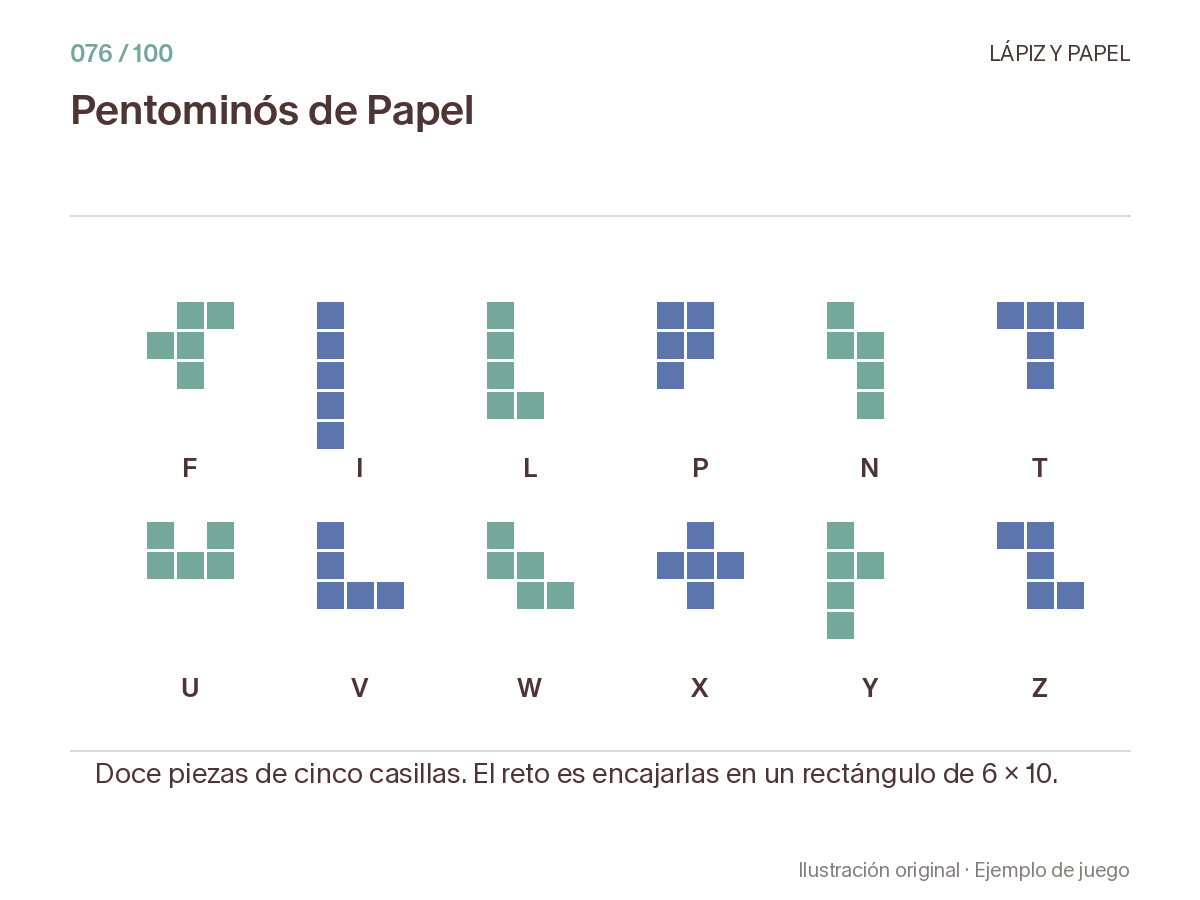 076 / 100
LÁPIZ Y PAPEL
Pentominós de Papel
F I L P N T
U V W X Y Z
Doce piezas de cinco casillas. El reto es encajarlas en un rectángulo de 6 × 10.
Ilustración original · Ejemplo de juego